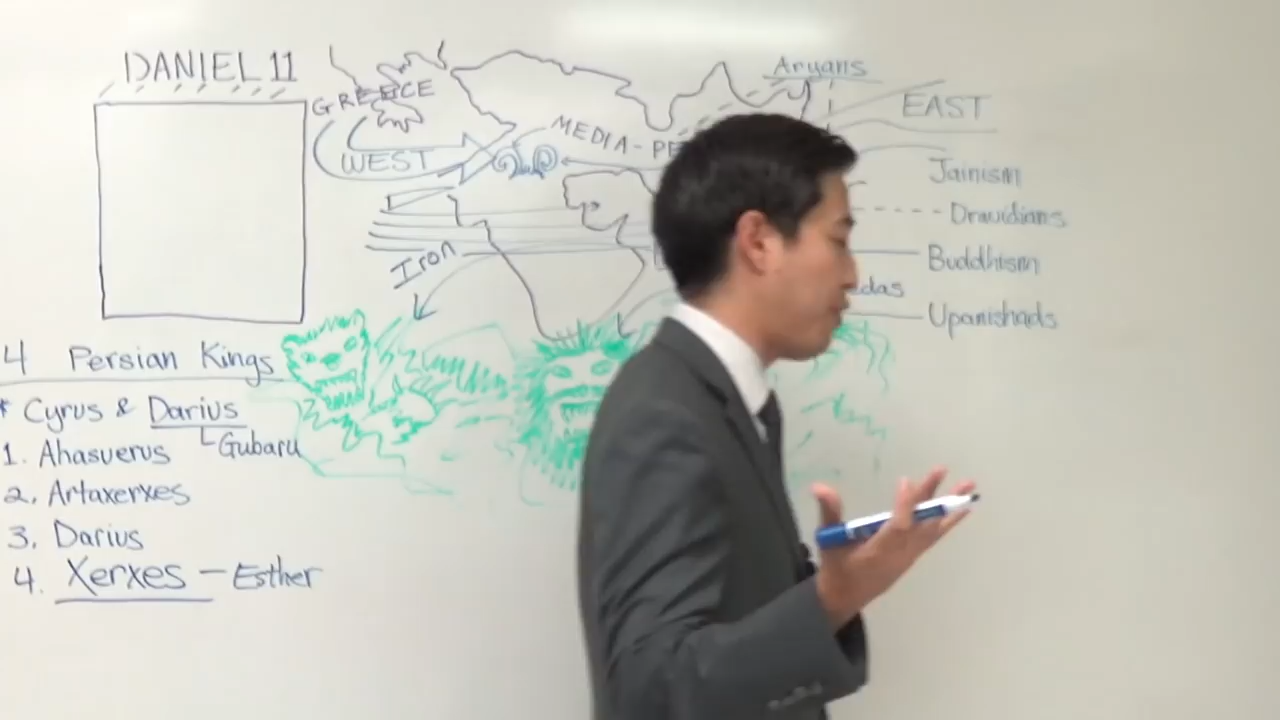 DANIEL 11
GREECE
WEST
MEDIA-PE
Aryans
EAST
Jainism
Dravidians
Buddhism
edas
Upanishads
Iron
4 Persian Kings
* Cyrus & Darius
Gubaru
1. Ahasuerus
2. Artaxerxes
3. Darius
4. Xerxes - Esther